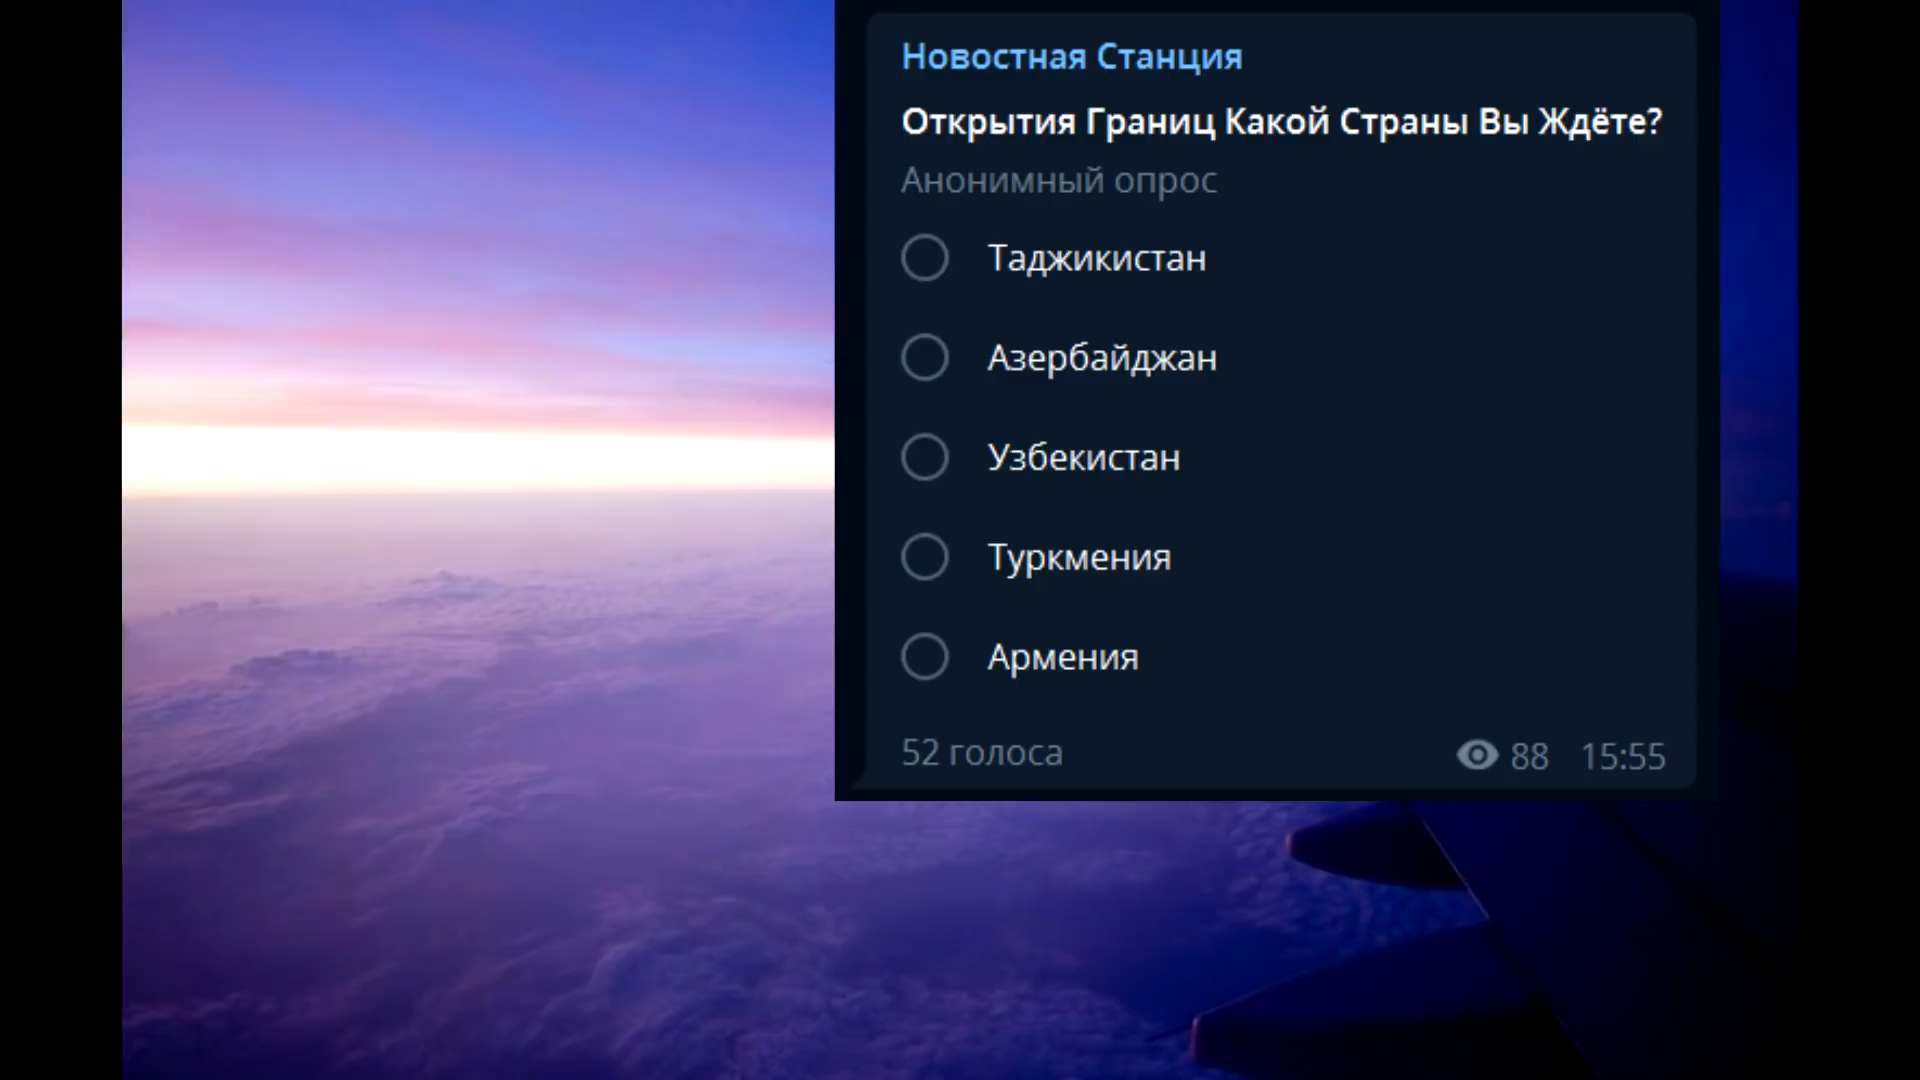 Новостная Станция
Открытия Границ Какой Страны Вы Ждёте?
Анонимный опрос
Таджикистан
Азербайджан
Узбекистан
Туркмения
Армения
52 голоса
88 15:55